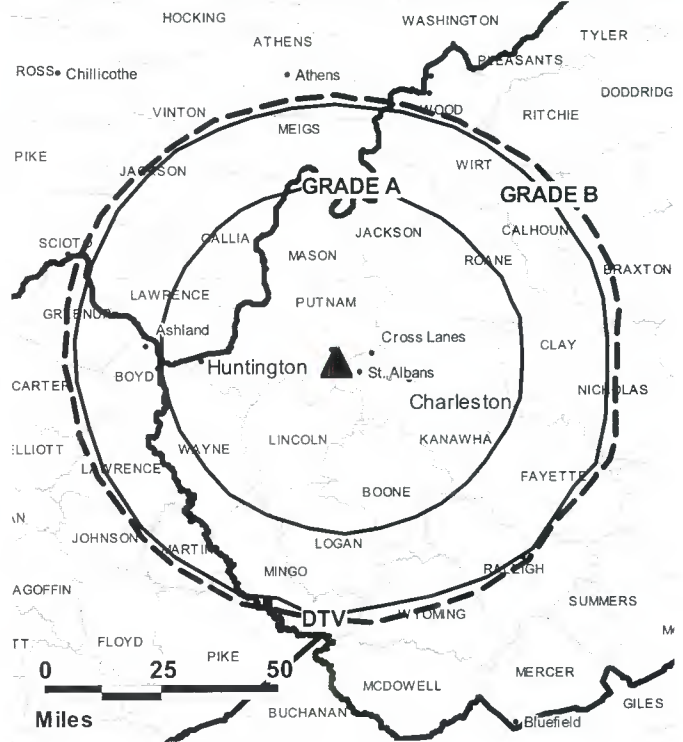 HOCKING
WASHINGTON
TYLER
ATHENS
PLEASANTS
ROSS
Chillicothe
Athens
DODDRIDG
VINTON
WOOD
RITCHIE
MEIGS
PIKE
WIRT
JACKSON
GRADE A
GRADE B
CALHOUN
JACKSON
GALLIA
SCIOTO
MASON
ROANE
BRAXTON
LAWRENCE
PUTNAM
GREENUP
Ashland
Cross Lanes
CLAY
Huntington
St. Albans
BOYD
CARTER
NICHOLAS
Charleston
LINCOLN
KANAWHA
WAYNE
ELLIOTT
LAWRENCE
FAYETTE
BOONE
AN
JOHNSON
LOGAN
MARTIN
MINGO
RALEIGH
AGOFFIN
SUMMERS
DTV
WYOMING
TT
FLOYD
M
PIKE
0 25 50
MERCER
MCDOWELL
GILES
BUCHANAN
Miles
Bluefield